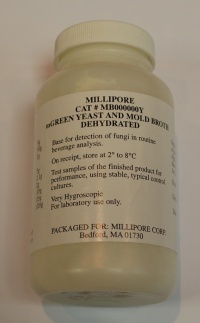 MILLIPORE
CAT # MB000000Y
m-GREEN YEAST AND MOLD BROTH
DEHYDRATED
Base for detection of fungi in routine
beverage analysis.
On receipt, store at 2° to 8°C
Test samples of the finished product for
performance, using stable, typical control
cultures.
Very Hygroscopic
For laboratory use only.
PACKAGED FOR: MILLIPORE CORP
Bedford, MA 01730